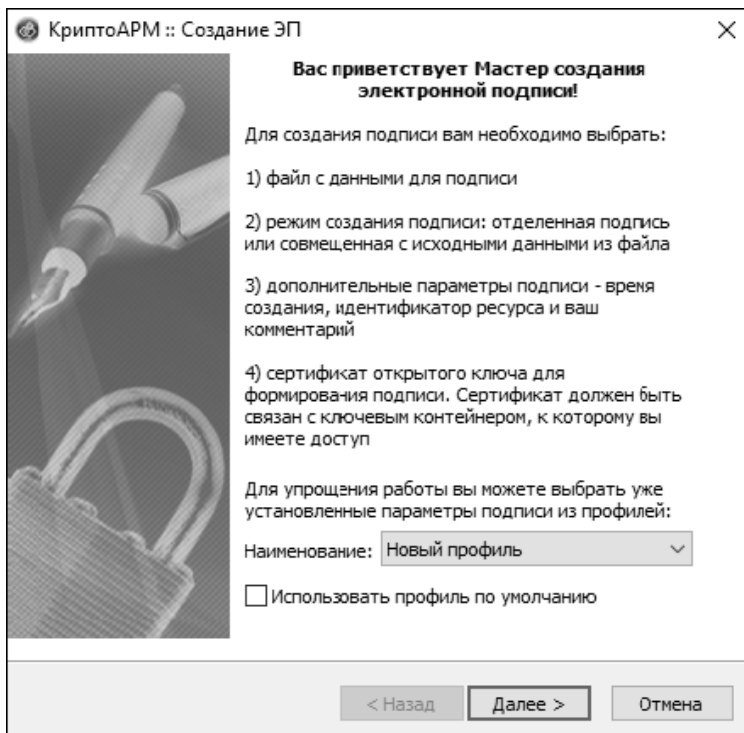 КриптоАРМ :: Создание ЭП
Вас приветствует Мастер создания
электронной подписи!
Для создания подписи вам необходимо выбрать:
1) файл с данными для подписи
2) режим создания подписи: отделенная подпись
или совмещенная с исходными данными из файла
3) дополнительные параметры подписи - время
создания, идентификатор ресурса и ваш
комментарий
4) сертификат открытого ключа для
формирования подписи. Сертификат должен быть
связан с ключевым контейнером, к которому вы
имеете доступ
Для упрощения работы вы можете выбрать уже
установленные параметры подписи из профилей:
Наименование: Новый профиль
Использовать профиль по умолчанию
< Назад Далее > Отмена